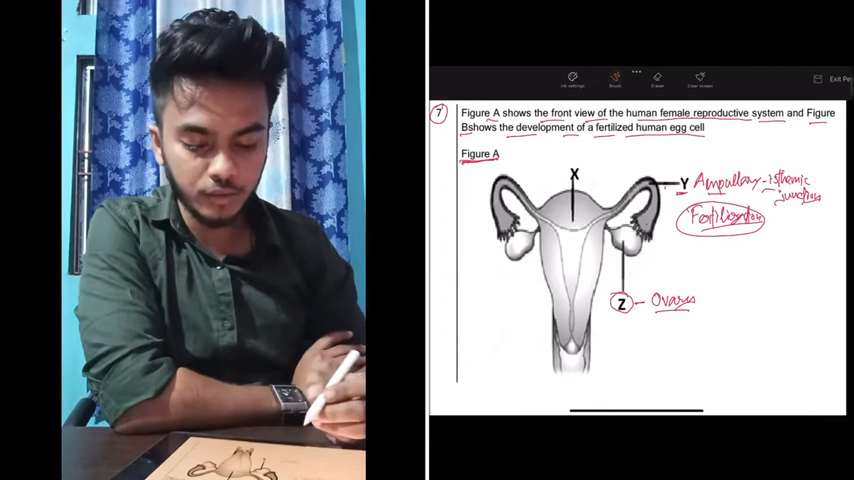 Ink settings
Brush
Eraser
Clear screen
Exit Pe
7
Figure A shows the front view of the human female reproductive system and Figure
Bshows the development of a fertilized human egg cell
Figure A
X
Y Ampullary-isthmic
junction
Fertilization
Z - Ovary